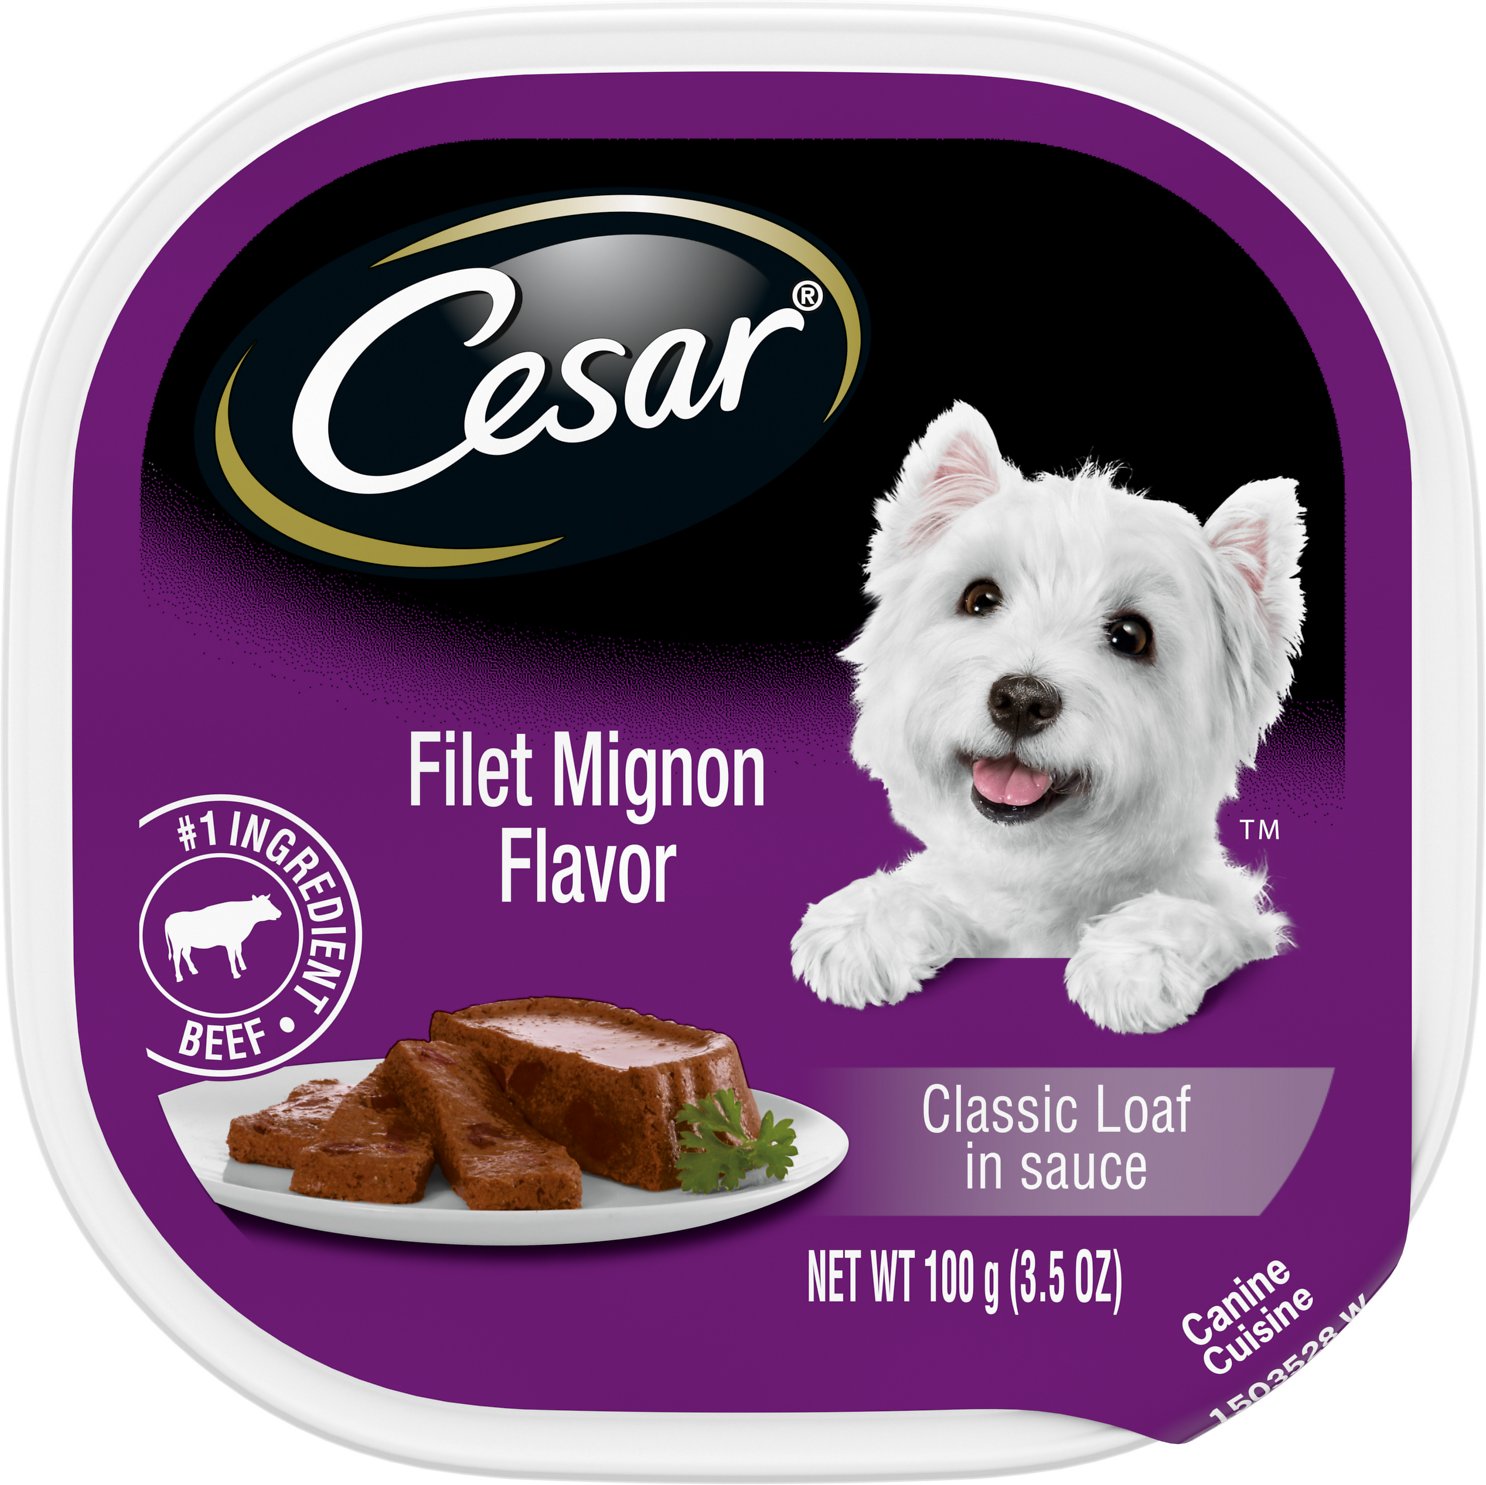 Cesar®
Filet Mignon
Flavor
#1 INGREDIENT
BEEF •
TM
Classic Loaf
in sauce
NET WT 100 g (3.5 OZ)
Canine
Cuisine
1503528 W